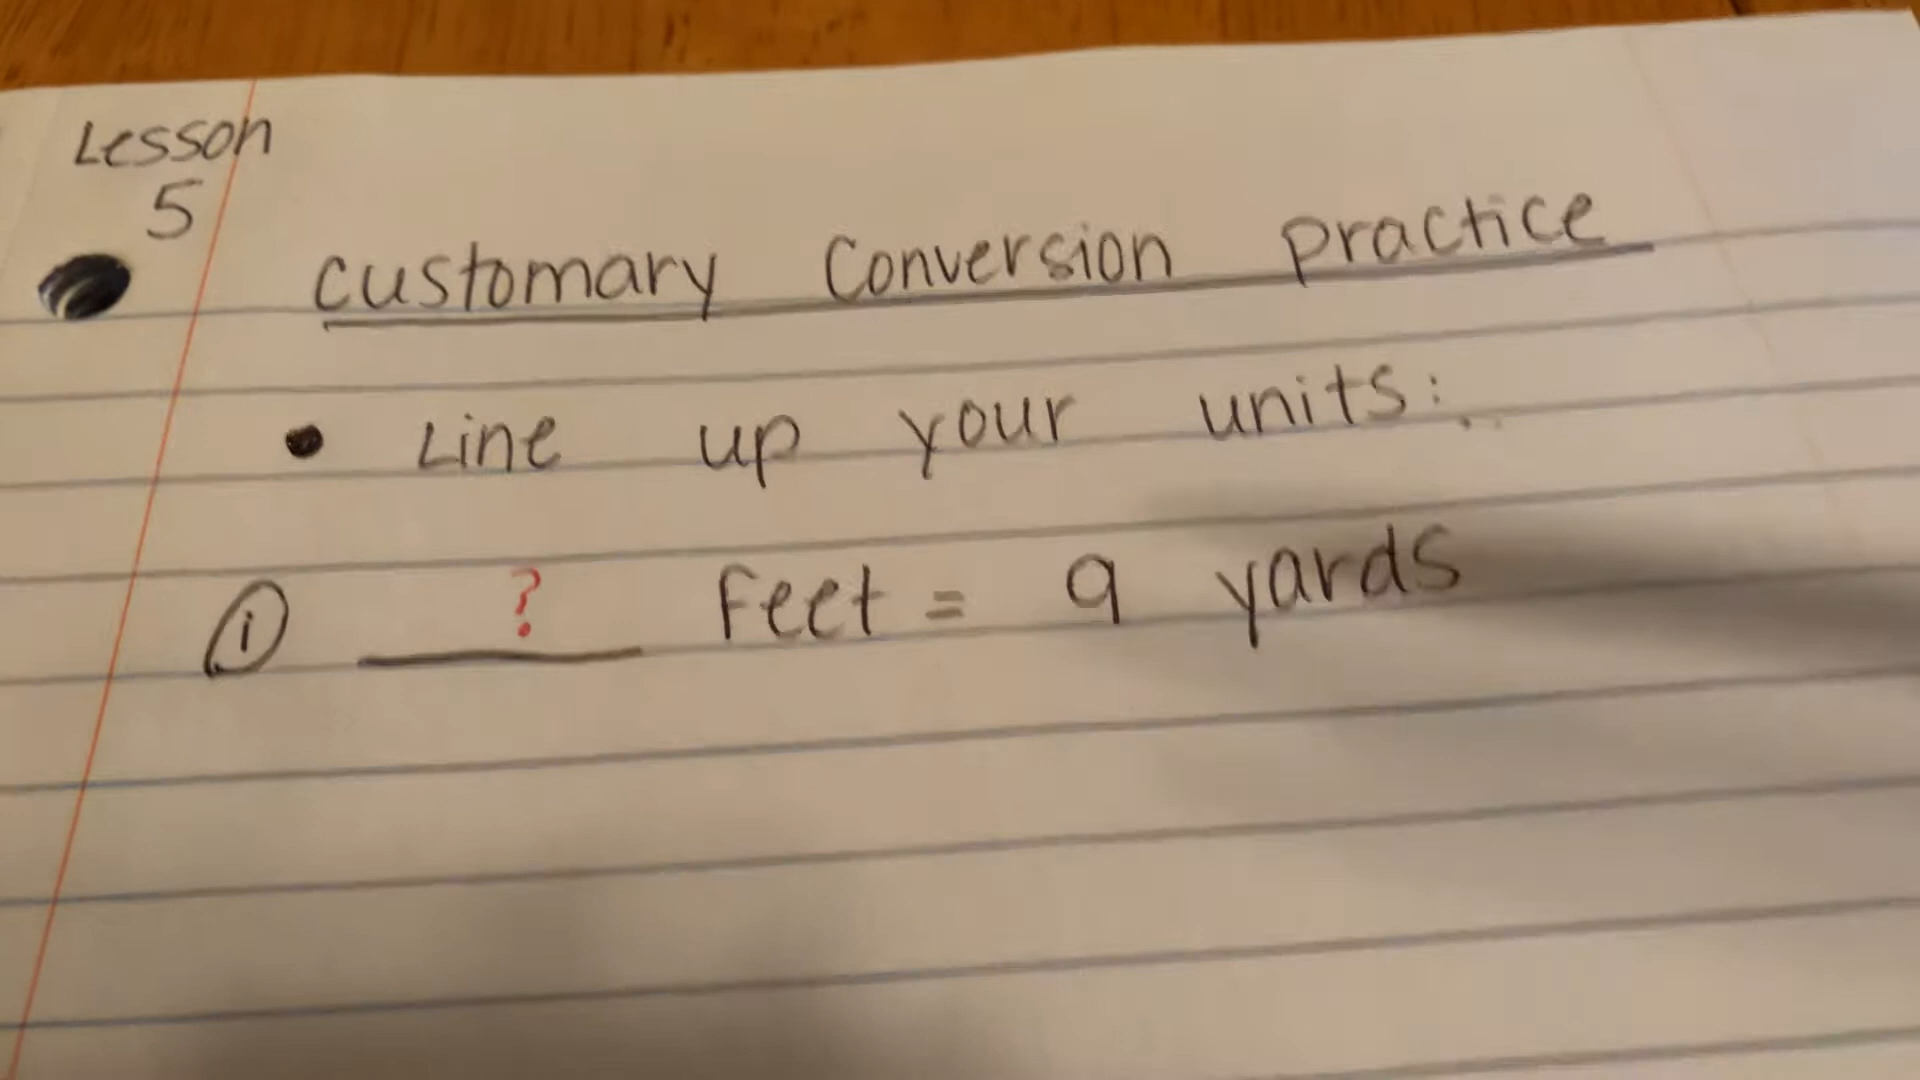 Lesson
5
Customary Conversion Practice
• Line up your units:
① ? Feet = 9 yards